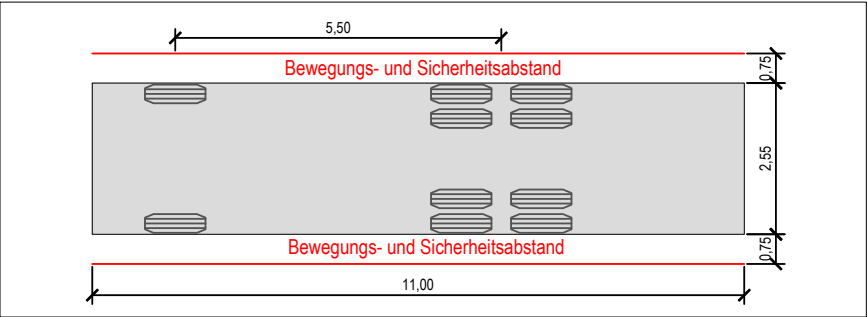 5,50
Bewegungs- und Sicherheitsabstand
0,75
2,55
Bewegungs- und Sicherheitsabstand
0,75
11,00